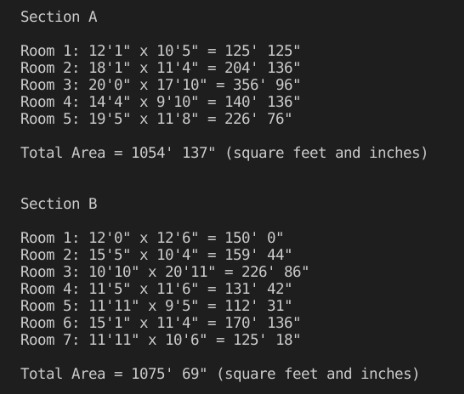 Section A
Room 1: 12'1" x 10'5" = 125' 125"
Room 2: 18'1" x 11'4" = 204' 136"
Room 3: 20'0" x 17'10" = 356' 96"
Room 4: 14'4" x 9'10" = 140' 136"
Room 5: 19'5" x 11'8" = 226' 76"
Total Area = 1054' 137" (square feet and inches)
Section B
Room 1: 12'0" x 12'6" = 150' 0"
Room 2: 15'5" x 10'4" = 159' 44"
Room 3: 10'10" x 20'11" = 226' 86"
Room 4: 11'5" x 11'6" = 131' 42"
Room 5: 11'11" x 9'5" = 112' 31"
Room 6: 15'1" x 11'4" = 170' 136"
Room 7: 11'11" x 10'6" = 125' 18"
Total Area = 1075' 69" (square feet and inches)